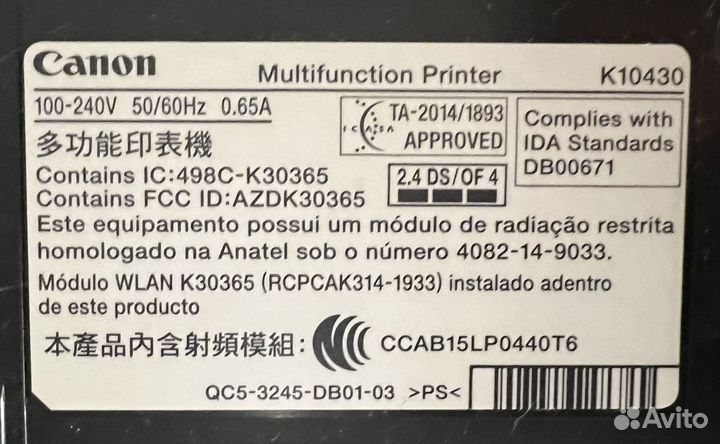 Canon Multifunction Printer K10430
100-240V 50/60Hz 0.65A
多功能印表機
Contains IC:498C-K30365
Contains FCC ID:AZDK30365
ICASA
TA-2014/1893
APPROVED
2.4 DS/OF 4
Complies with
IDA Standards
DB00671
Este equipamento possui um módulo de radiação restrita
homologado na Anatel sob o número 4082-14-9033.
Módulo WLAN K30365 (RCPCAK314-1933) instalado adentro
de este producto
本產品內含射頻模組: CCAB15LP0440T6
QC5-3245-DB01-03 >PS<
Avito